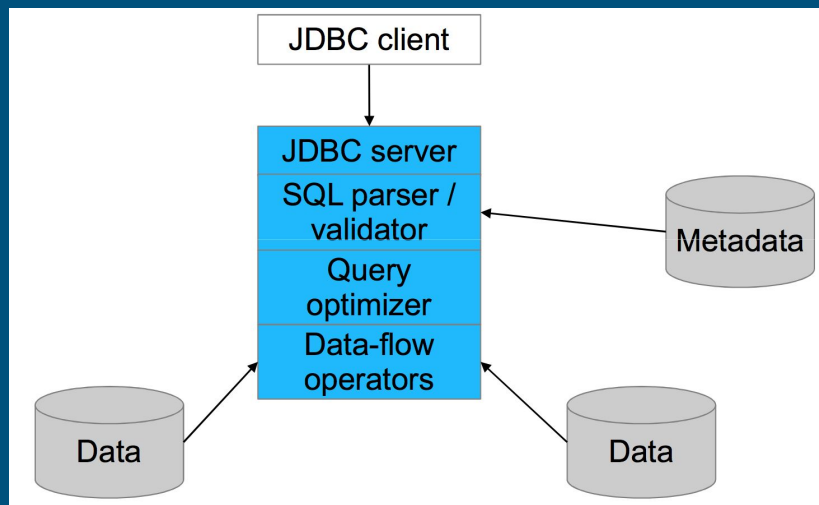 JDBC client
JDBC server
SQL parser /
validator
Metadata
Query
optimizer
Data-flow
operators
Data
Data